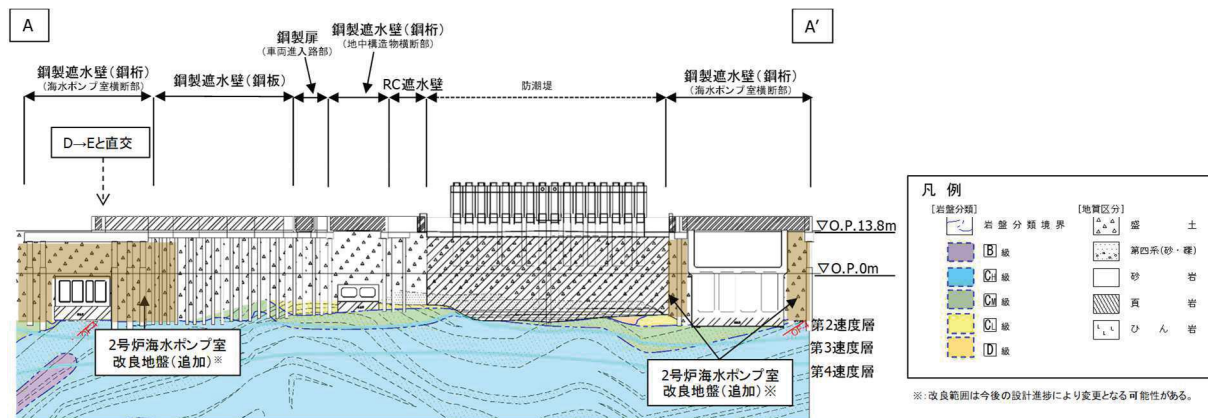 A
A′
鋼製遮水壁(鋼桁)
(海水ポンプ室横断部)
鋼製遮水壁(鋼板)
鋼製扉
(車両進入路部)
鋼製遮水壁(鋼桁)
(地中構造物横断部)
RC遮水壁
防潮堤
鋼製遮水壁(鋼桁)
(海水ポンプ室横断部)
D→Eと直交
▽O.P.13.8m
▽O.P.0m
第2速度層
第3速度層
第4速度層
2号炉海水ポンプ室
改良地盤(追加)※
2号炉海水ポンプ室
改良地盤(追加)※
凡 例
[岩盤分類]
岩盤分類境界
B 級
CH 級
CM 級
CL 級
D 級
[地質区分]
盛 土
第四系(砂・礫)
砂 岩
頁 岩
ひ ん 岩
※:改良範囲は今後の設計進捗により変更となる可能性がある。